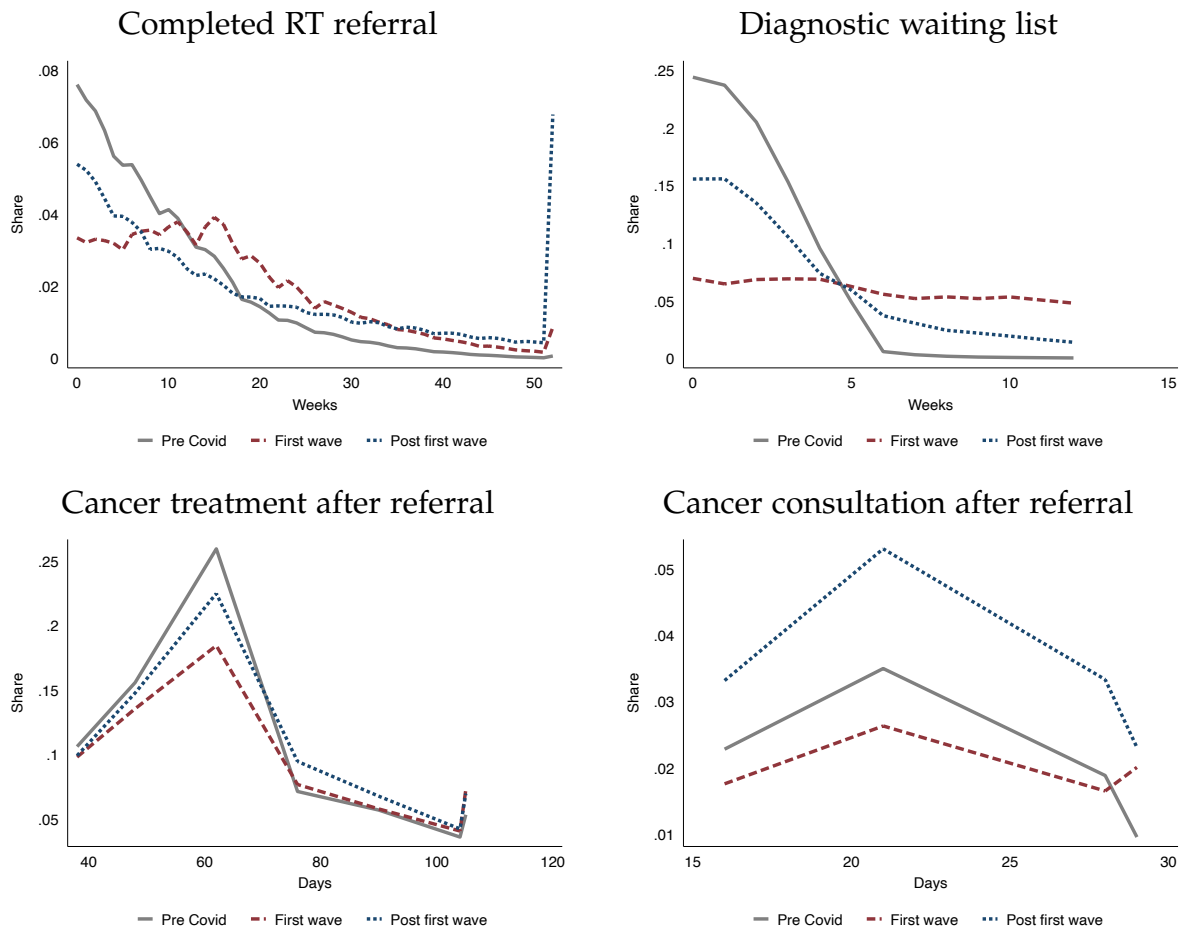 Completed RT referral
.08
.06
.04
.02
0
Share
0 10 20 30 40 50
Weeks
Pre Covid First wave Post first wave
Diagnostic waiting list
.25
.2
.15
.1
.05
0
Share
0 5 10 15
Weeks
Pre Covid First wave Post first wave
Cancer treatment after referral
.25
.2
.15
.1
.05
Share
40 60 80 100 120
Days
Pre Covid First wave Post first wave
Cancer consultation after referral
.05
.04
.03
.02
.01
Share
15 20 25 30
Days
Pre Covid First wave Post first wave